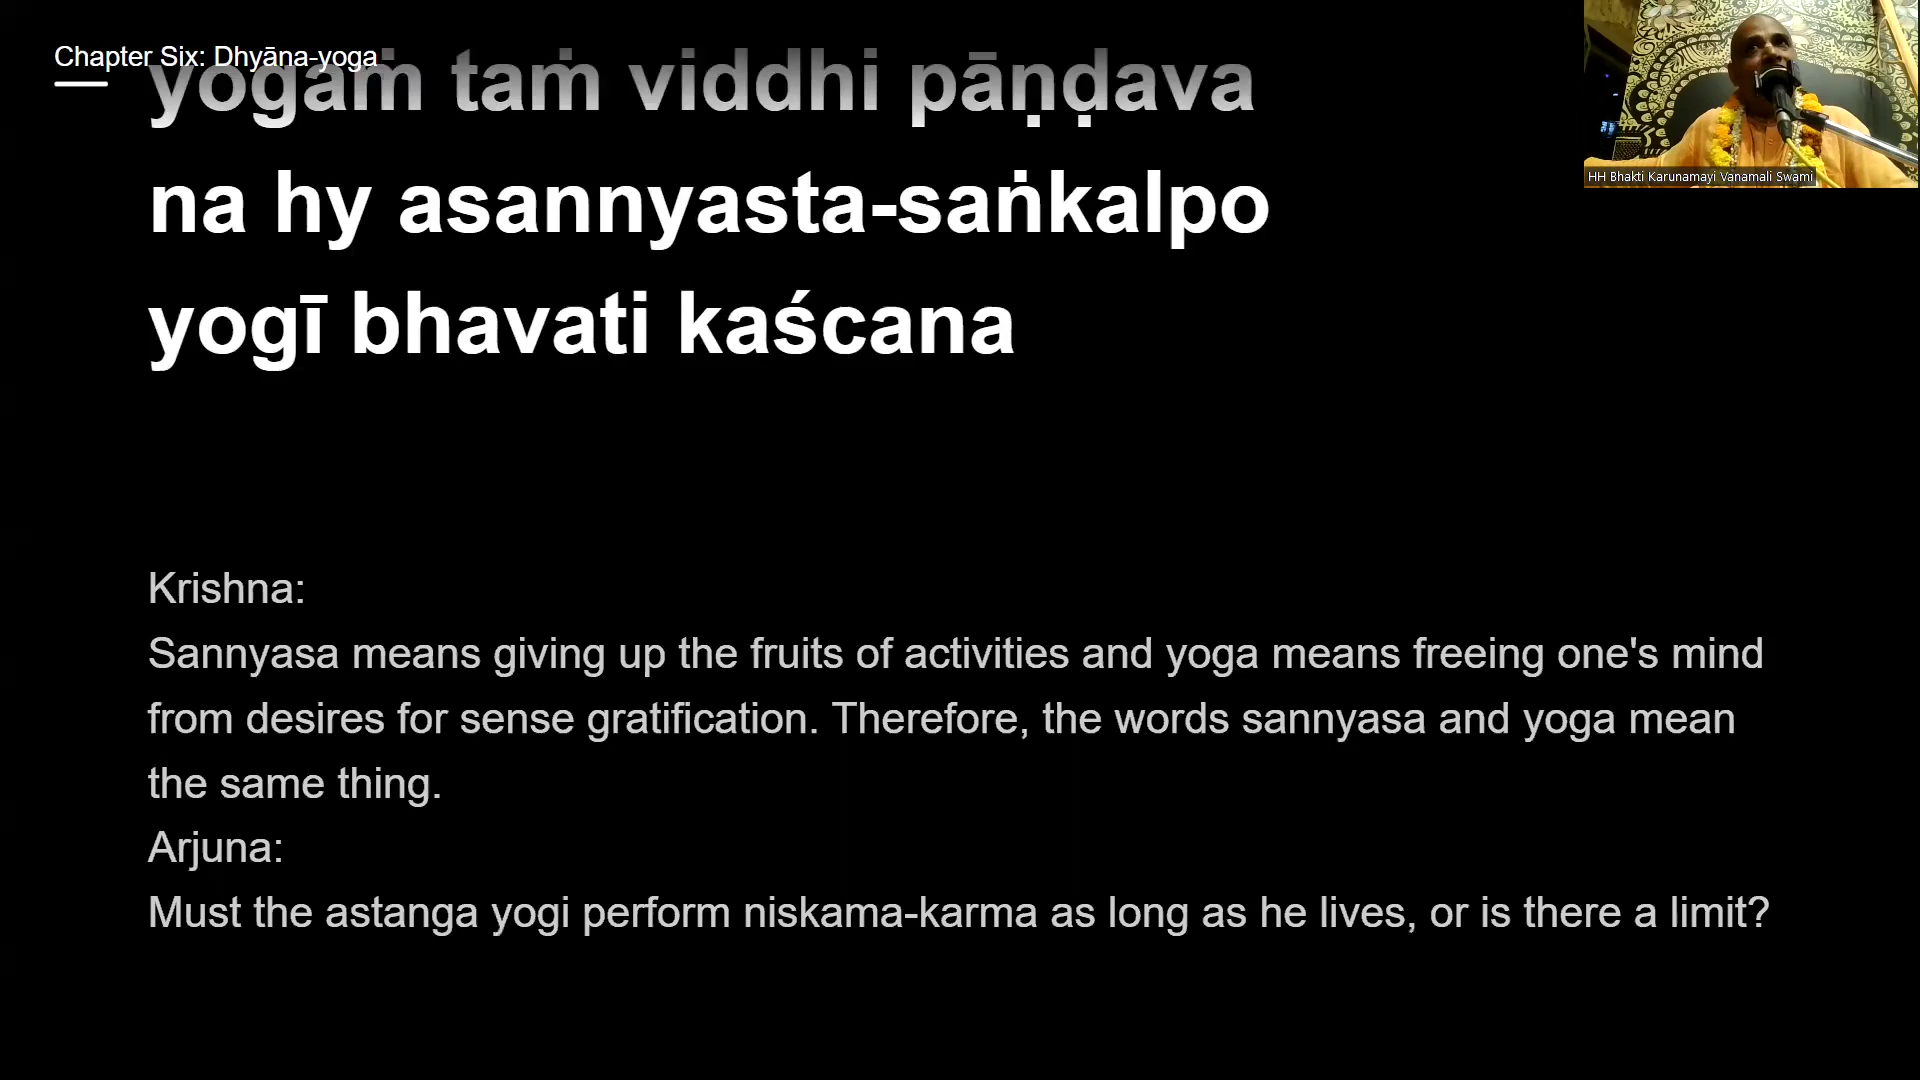 Chapter Six: Dhyāna-yoga
yogaṁ taṁ viddhi pāṇḍava
na hy asannyasta-saṅkalpo
yogī bhavati kaścana
HH Bhakti Karunamayi Vanamali Swami
Krishna:
Sannyasa means giving up the fruits of activities and yoga means freeing one's mind
from desires for sense gratification. Therefore, the words sannyasa and yoga mean
the same thing.
Arjuna:
Must the astanga yogi perform niskama-karma as long as he lives, or is there a limit?